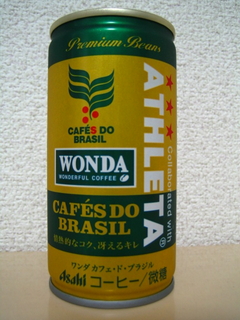 Premium Beans
CAFÉS DO
BRASIL
WONDA
WONDERFUL COFFEE
CAFÉS DO
BRASIL
情熱的なコク、冴えるキレ
ワンダ カフェ・ド・ブラジル
Asahi コーヒー/微糖
ATHLETA®
Collaborated with